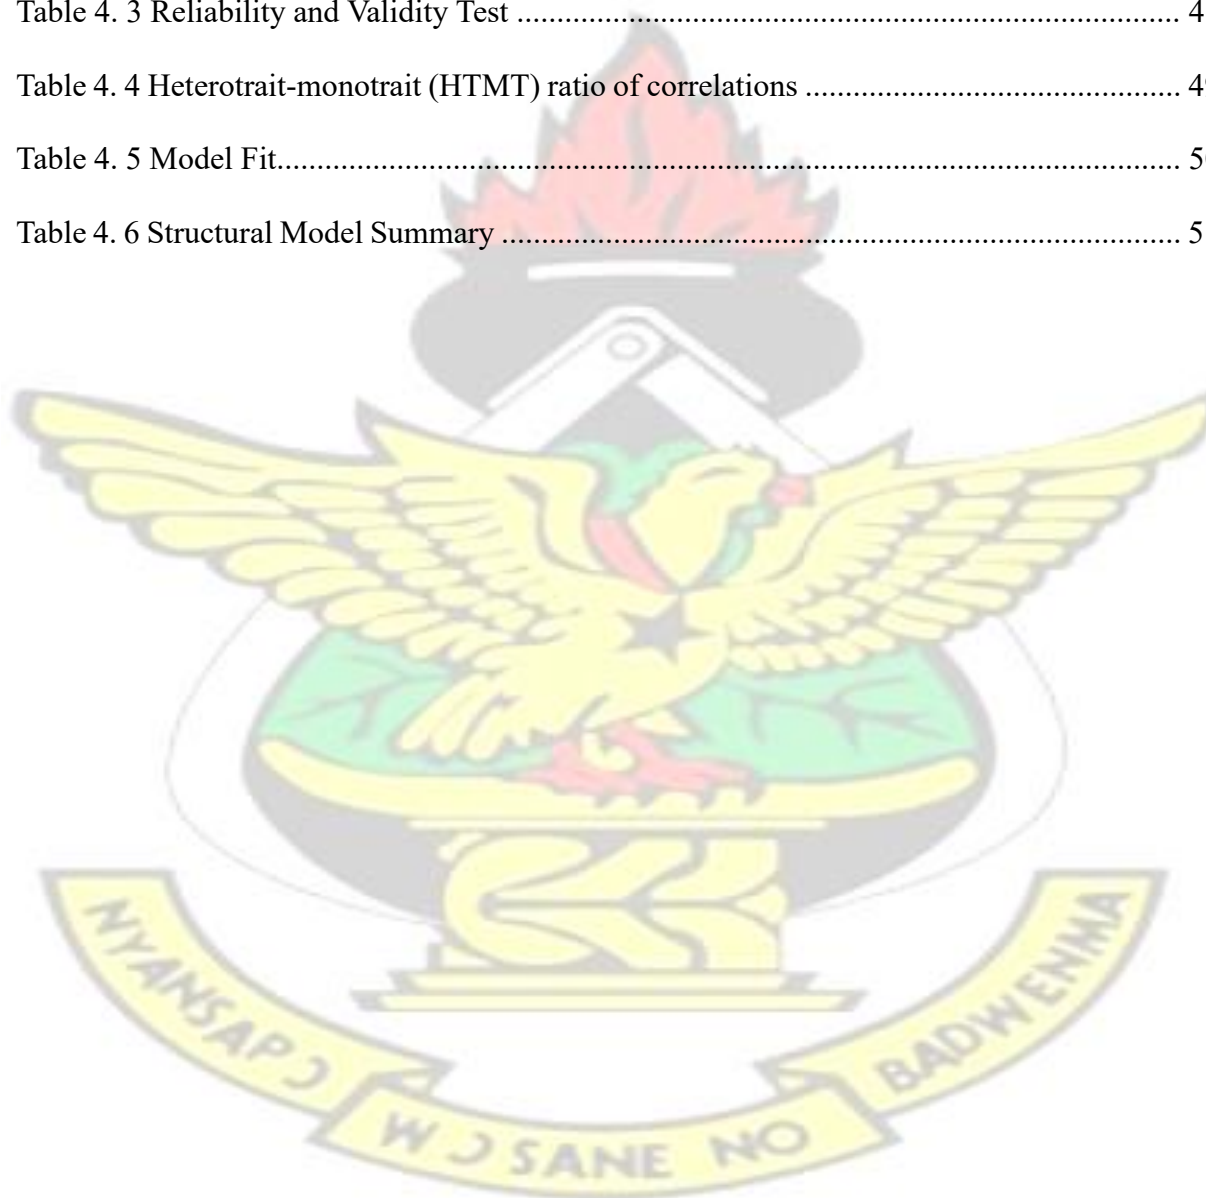 Table 4. 3 Reliability and Validity Test ........................................................................................ 4
Table 4. 4 Heterotrait-monotrait (HTMT) ratio of correlations ................................................. 4
Table 4. 5 Model Fit...................................................................................................................... 5
Table 4. 6 Structural Model Summary .......................................................................................... 5
NYANSAPƆ
WƆSANE NO
BADWENMA